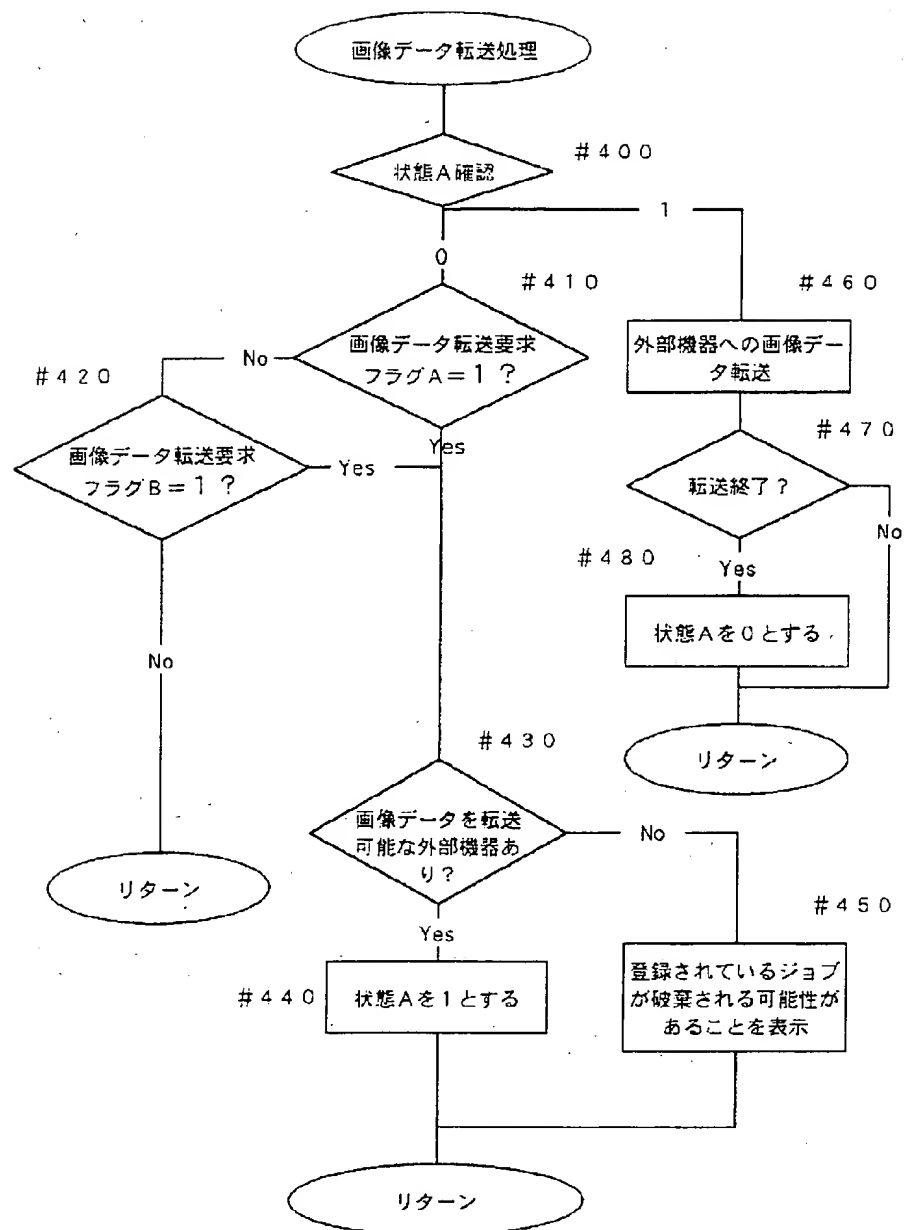 画像データ転送処理
状態A確認
#400
1
0
#410
画像データ転送要求
フラグA=1?
No
Yes
#420
画像データ転送要求
フラグB=1?
Yes
No
#460
外部機器への画像デー
タ転送
#470
転送終了?
No
Yes
#480
状態Aを0とする
リターン
リターン
#430
画像データを転送
可能な外部機器あ
り?
No
Yes
#440
状態Aを1とする
#450
登録されているジョブ
が破棄される可能性が
あることを表示
リターン